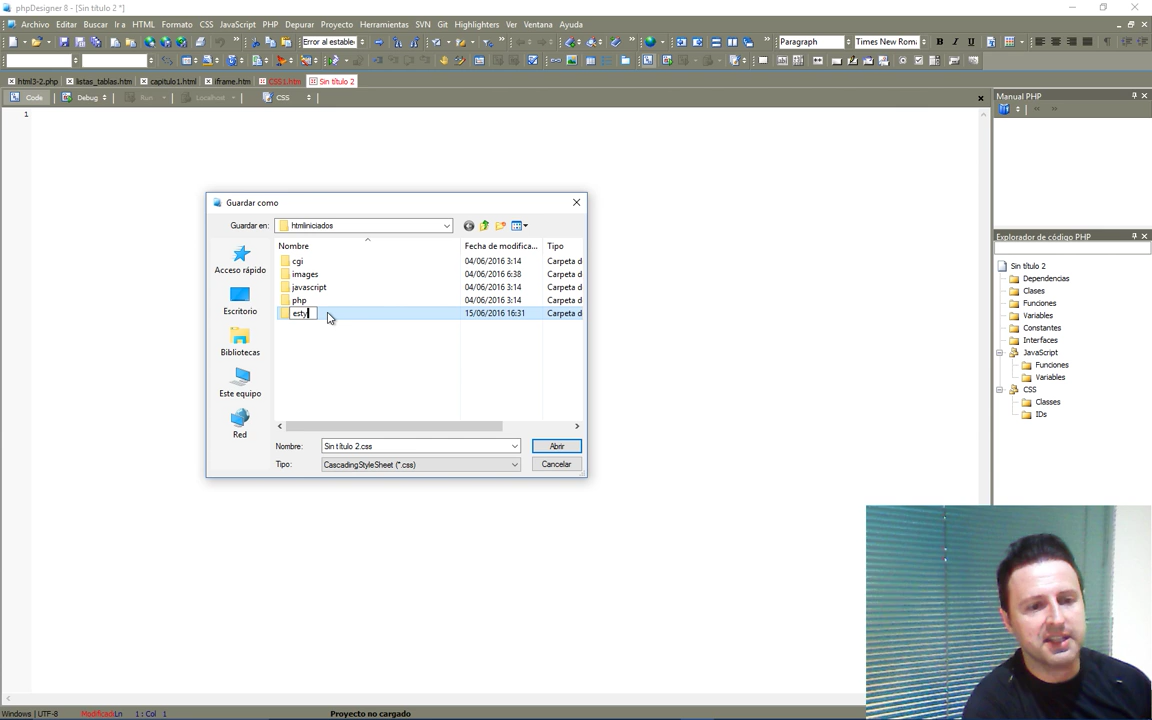 phpDesigner 8 - [Sin título 2 *]
Archivo Editar Buscar Ir a HTML Formato CSS JavaScript PHP Depurar Proyecto Herramientas SVN Git Highlighters Ver Ventana Ayuda
Error al estable Paragraph Times New Rom B I U
html3-2.php listas_tablas.htm capitulo1.html iframe.htm CSS1.htm Sin título 2
Code Debug Run Localhost CSS
Manual PHP
1
Guardar como
Guardar en: htmliniciados
Nombre Fecha de modifica... Tipo
cgi 04/06/2016 3:14 Carpeta d
images 04/06/2016 6:38 Carpeta d
javascript 04/06/2016 3:14 Carpeta d
php 04/06/2016 3:14 Carpeta d
esty 15/06/2016 16:31 Carpeta d
Acceso rápido
Escritorio
Bibliotecas
Este equipo
Red
Nombre: Sin título 2.css Abrir
Tipo: CascadingStyleSheet (*.css) Cancelar
Explorador de código PHP
Sin título 2
Dependencias
Clases
Funciones
Variables
Constantes
Interfaces
JavaScript
Funciones
Variables
CSS
Classes
IDs
Windows | UTF-8 Modificad Ln 1 : Col 1 Proyecto no cargado